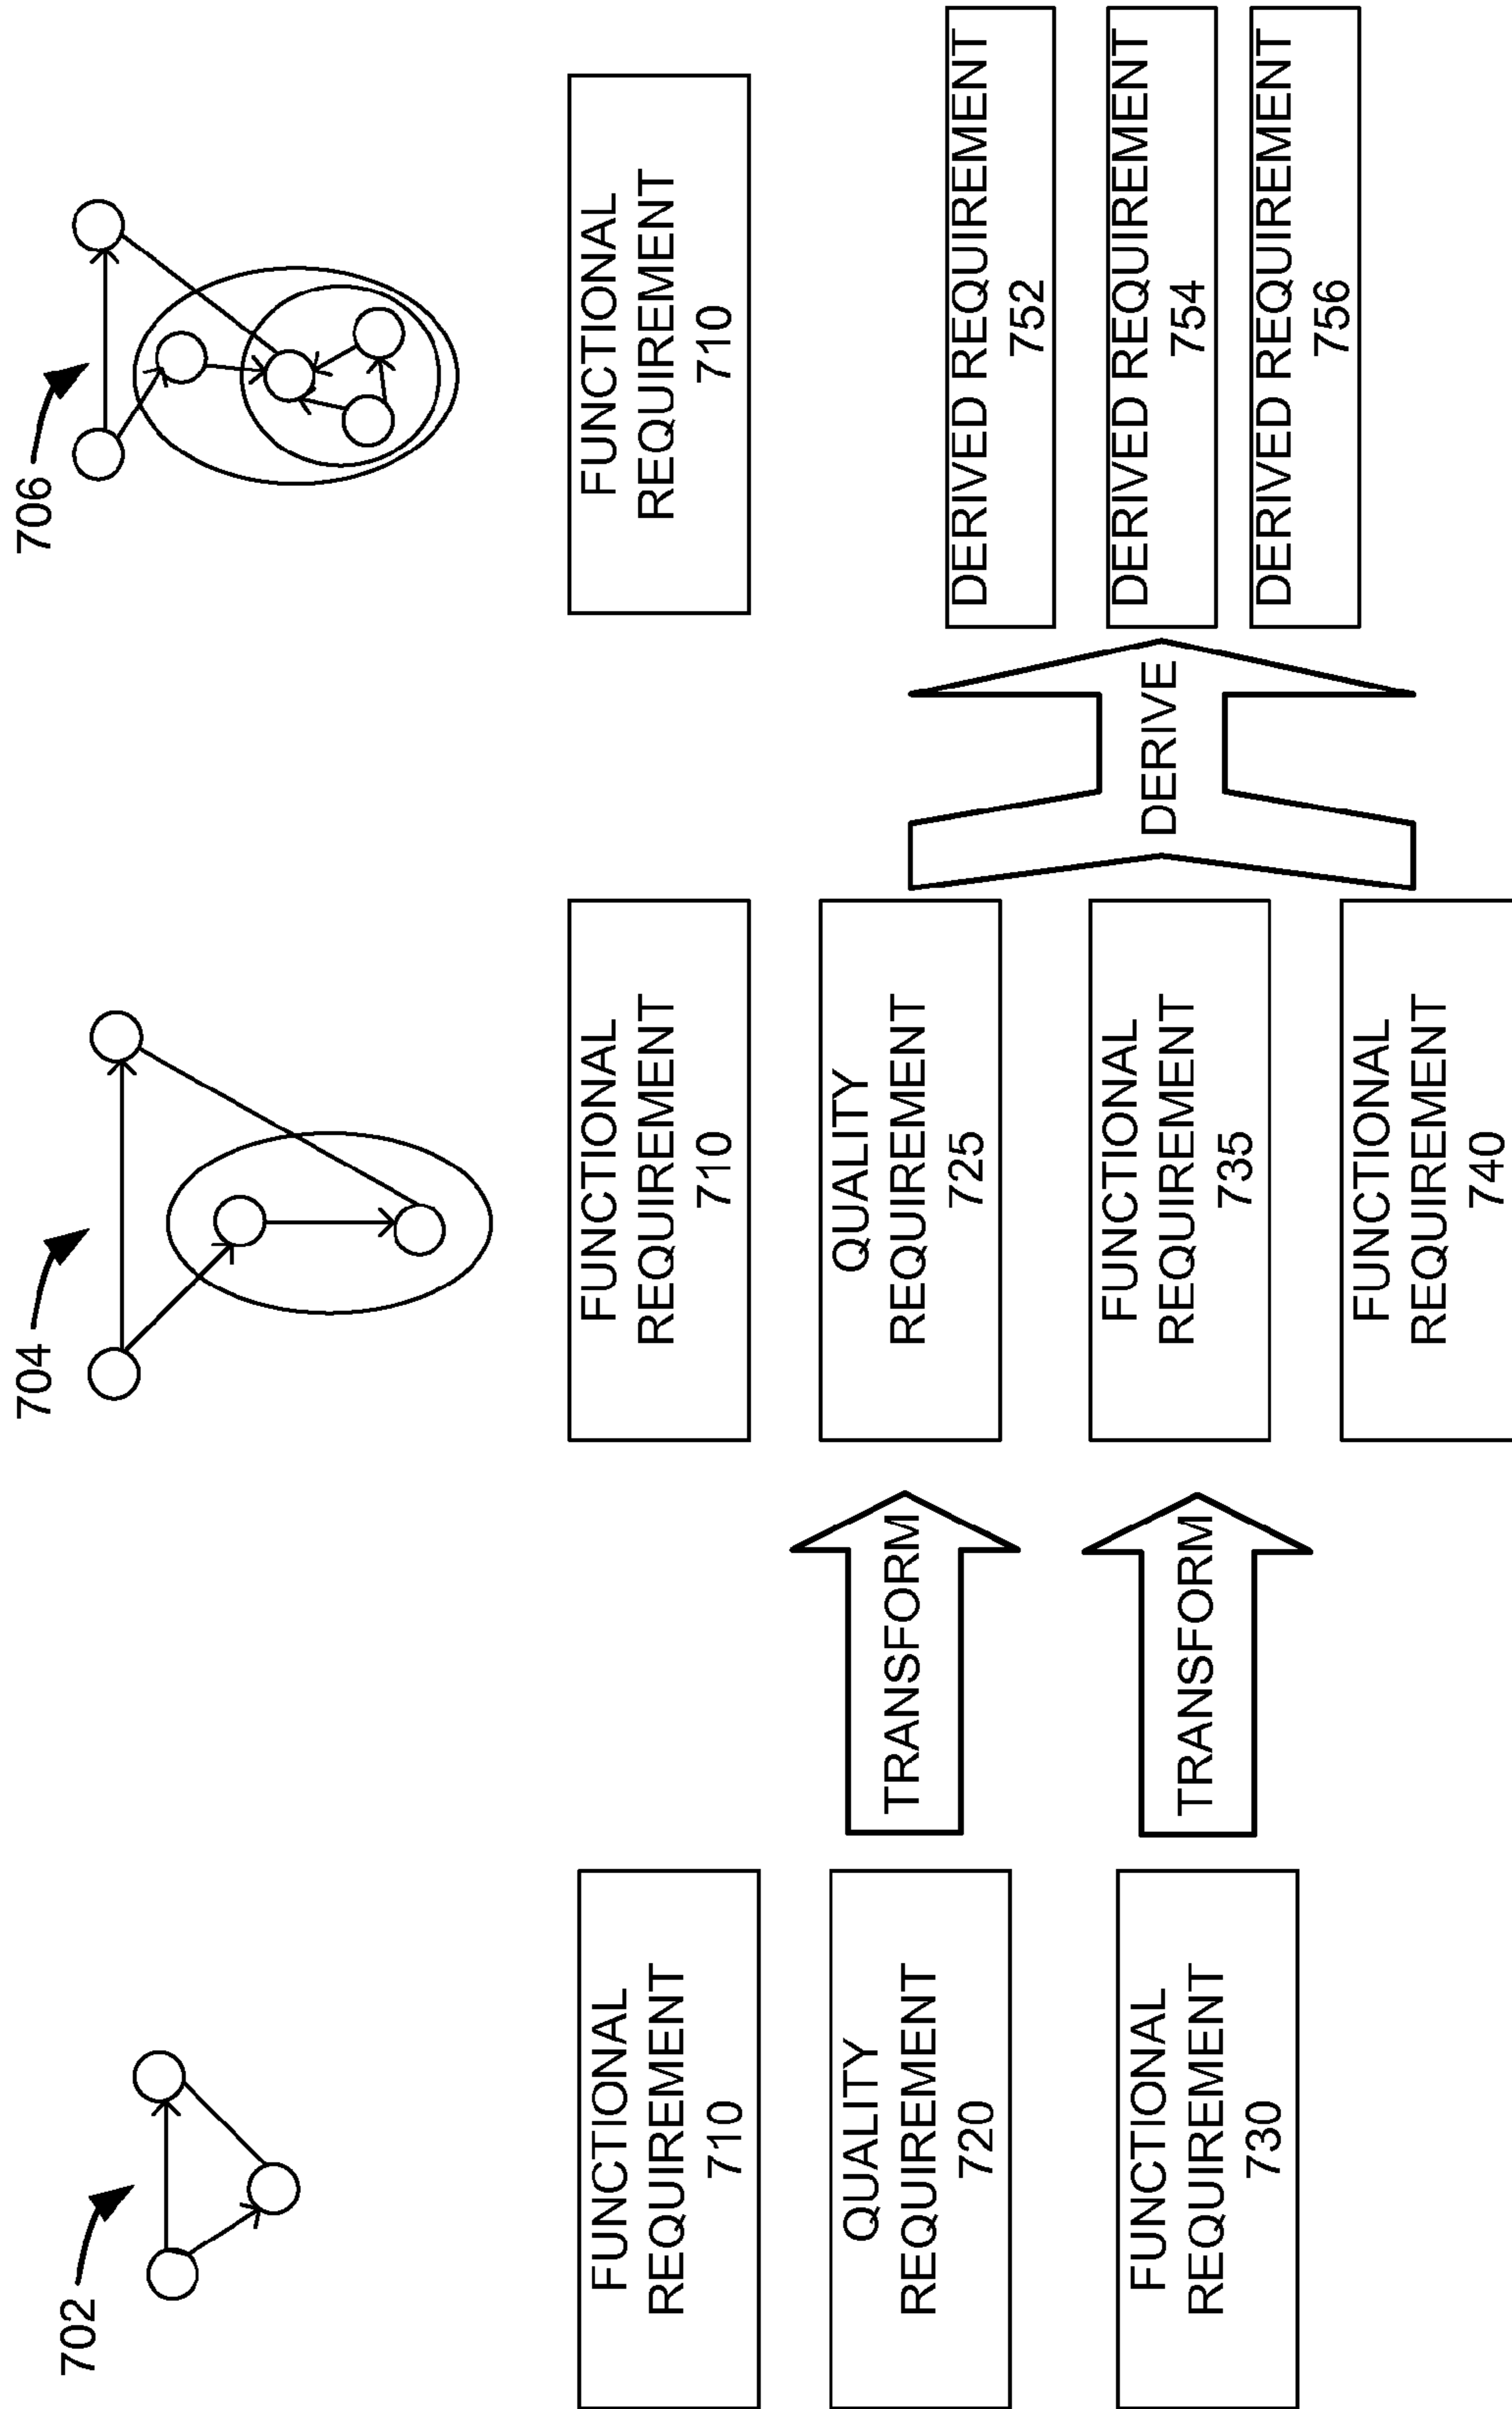 702
FUNCTIONAL
REQUIREMENT
710
QUALITY
REQUIREMENT
720
FUNCTIONAL
REQUIREMENT
730
TRANSFORM
TRANSFORM
704
FUNCTIONAL
REQUIREMENT
710
QUALITY
REQUIREMENT
725
FUNCTIONAL
REQUIREMENT
735
FUNCTIONAL
REQUIREMENT
740
DERIVE
706
FUNCTIONAL
REQUIREMENT
710
DERIVED REQUIREMENT
752
DERIVED REQUIREMENT
754
DERIVED REQUIREMENT
756